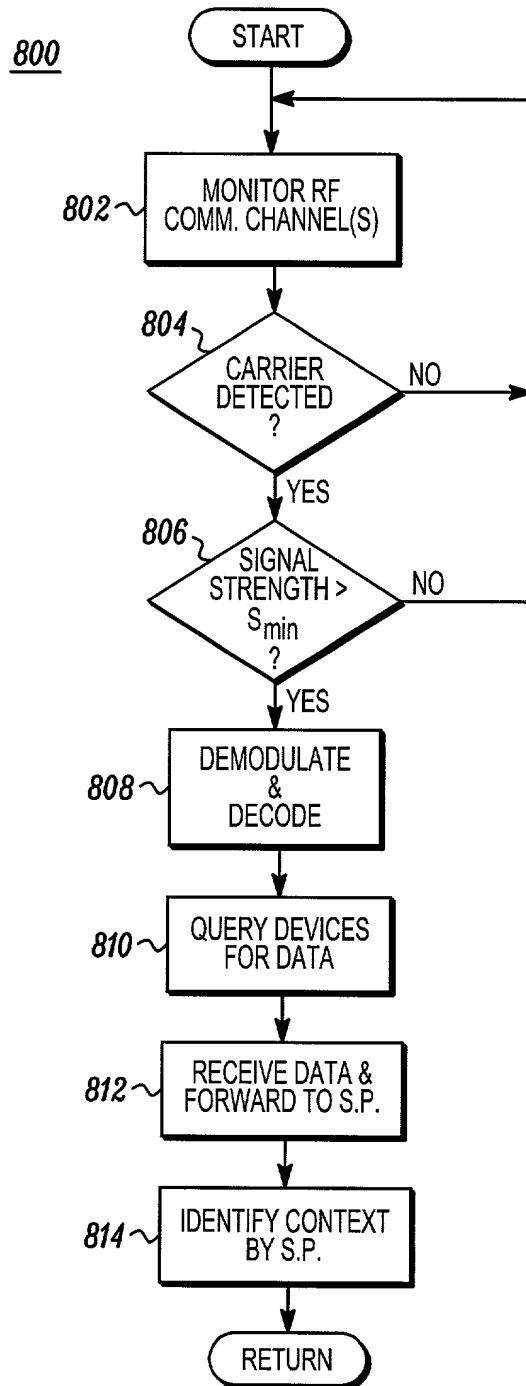 START
800
802
MONITOR RF
COMM. CHANNEL(S)
804
CARRIER
DETECTED
?
NO
YES
806
SIGNAL
STRENGTH >
Smin
?
NO
YES
808
DEMODULATE
&
DECODE
810
QUERY DEVICES
FOR DATA
812
RECEIVE DATA &
FORWARD TO S.P.
814
IDENTIFY CONTEXT
BY S.P.
RETURN